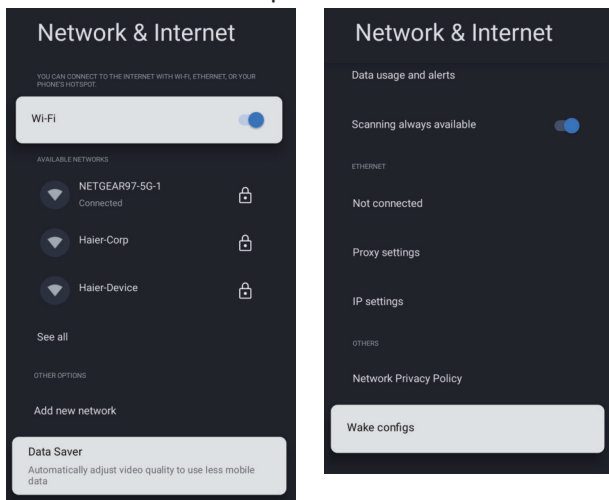 Network & Internet
YOU CAN CONNECT TO THE INTERNET WITH WI-FI, ETHERNET, OR YOUR
PHONE'S HOTSPOT.
Wi-Fi
AVAILABLE NETWORKS
NETGEAR97-5G-1
Connected
Haier-Corp
Haier-Device
See all
OTHER OPTIONS
Add new network
Data Saver
Automatically adjust video quality to use less mobile
data
Network & Internet
Data usage and alerts
Scanning always available
ETHERNET
Not connected
Proxy settings
IP settings
OTHERS
Network Privacy Policy
Wake configs